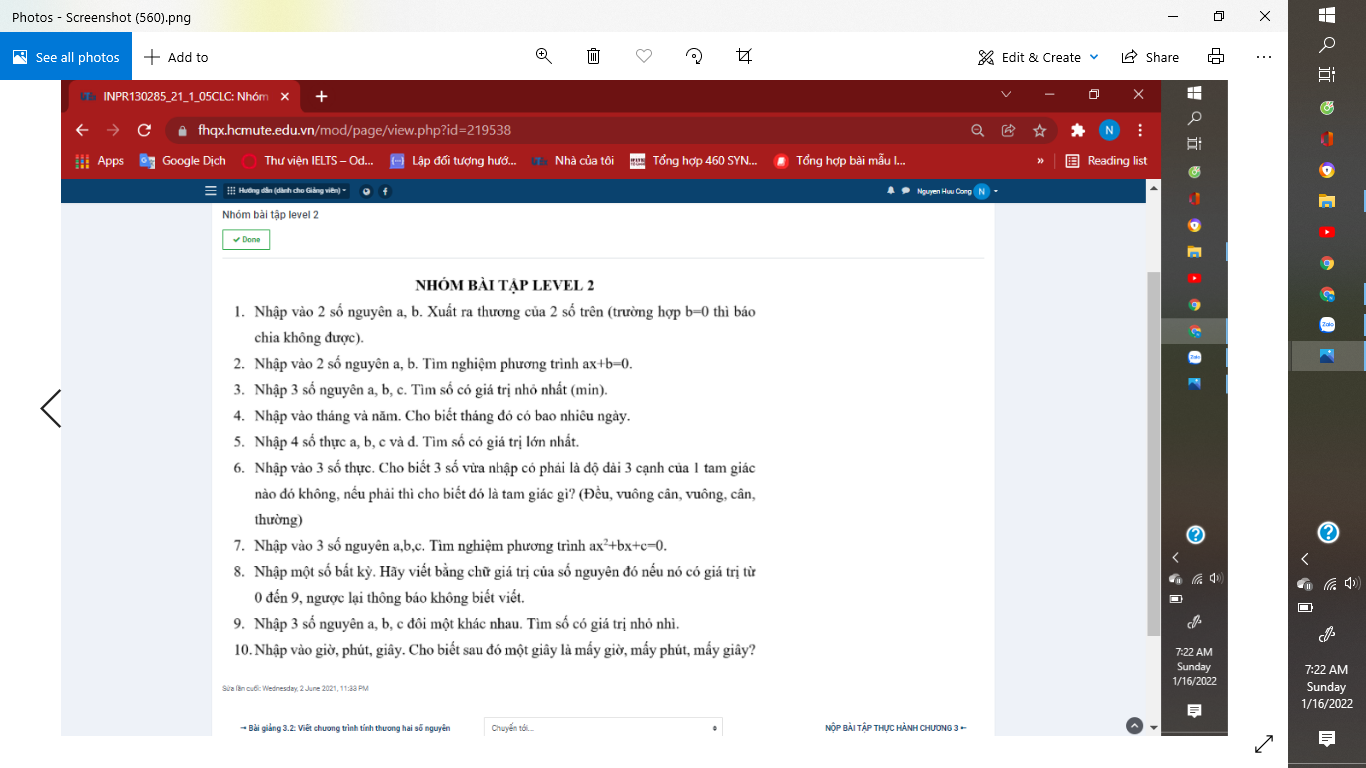 Photos - Screenshot (560).png
See all photos
Add to
Edit & Create
Share
INPR130285_21_1_05CLC: Nhóm
fhqx.hcmute.edu.vn/mod/page/view.php?id=219538
Apps
Google Dịch
Thư viện IELTS – Od...
Lập đối tượng hướ...
Nhà của tôi
Tổng hợp 460 SYN...
Tổng hợp bài mẫu I...
»
Reading list
Hướng dẫn (dành cho Giảng viên)
Nguyen Huu Cong
N
Nhóm bài tập level 2
Done
NHÓM BÀI TẬP LEVEL 2
1. Nhập vào 2 số nguyên a, b. Xuất ra thương của 2 số trên (trường hợp b=0 thì báo
chia không được).
2. Nhập vào 2 số nguyên a, b. Tìm nghiệm phương trình ax+b=0.
3. Nhập 3 số nguyên a, b, c. Tìm số có giá trị nhỏ nhất (min).
4. Nhập vào tháng và năm. Cho biết tháng đó có bao nhiêu ngày.
5. Nhập 4 số thực a, b, c và d. Tìm số có giá trị lớn nhất.
6. Nhập vào 3 số thực. Cho biết 3 số vừa nhập có phải là độ dài 3 cạnh của 1 tam giác
nào đó không, nếu phải thì cho biết đó là tam giác gì? (Đều, vuông cân, vuông, cân,
thường)
7. Nhập vào 3 số nguyên a,b,c. Tìm nghiệm phương trình ax²+bx+c=0.
8. Nhập một số bất kỳ. Hãy viết bằng chữ giá trị của số nguyên đó nếu nó có giá trị từ
0 đến 9, ngược lại thông báo không biết viết.
9. Nhập 3 số nguyên a, b, c đôi một khác nhau. Tìm số có giá trị nhỏ nhì.
10. Nhập vào giờ, phút, giây. Cho biết sau đó một giây là mấy giờ, mấy phút, mấy giây?
Sửa lần cuối: Wednesday, 2 June 2021, 11:33 PM
Bài giảng 3.2: Viết chương trình tính thương hai số nguyên
Chuyển tới...
NỘP BÀI TẬP THỰC HÀNH CHƯƠNG 3
7:22 AM
Sunday
1/16/2022
7:22 AM
Sunday
1/16/2022